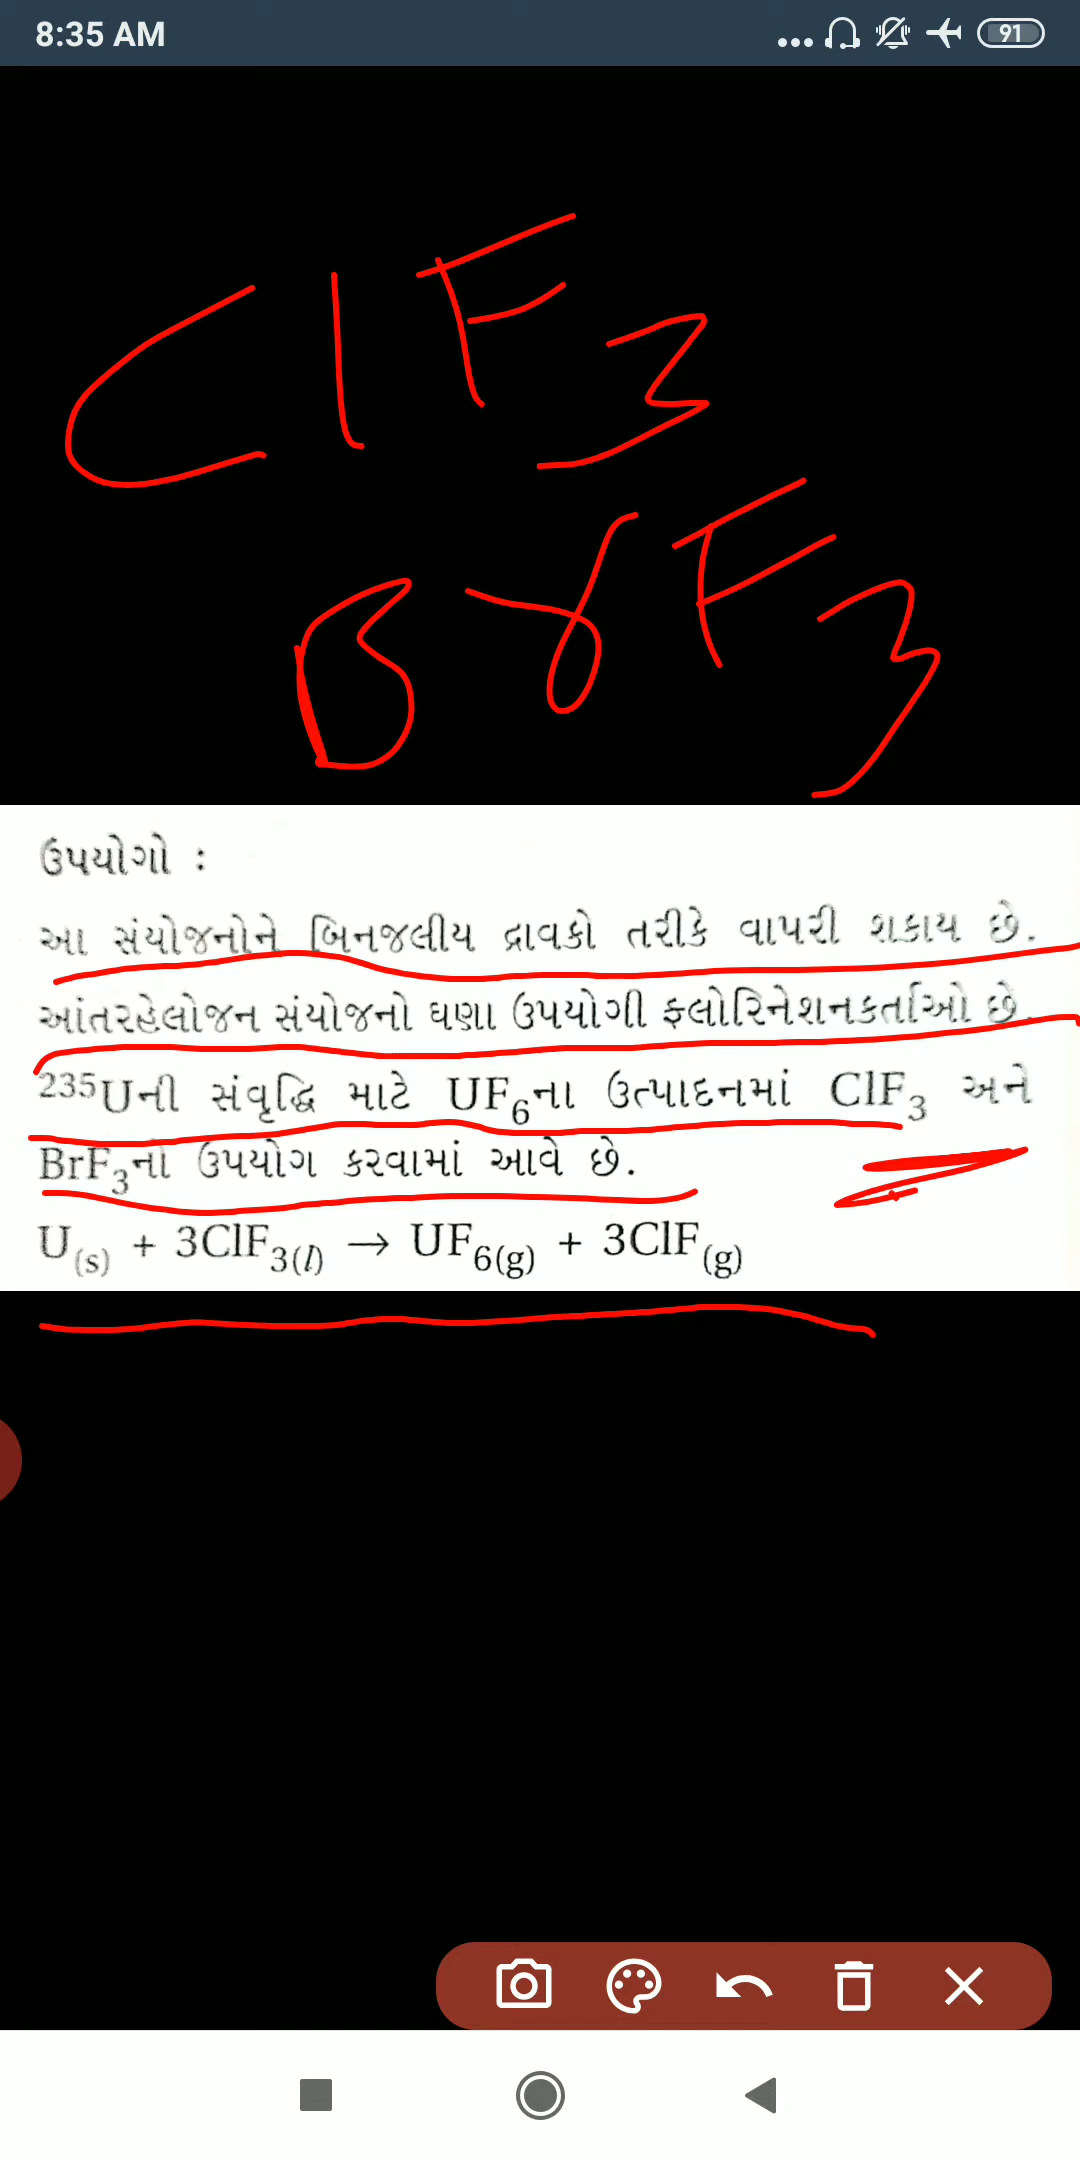 8:35 AM
91
ClF3
BrF3
ઉપયોગો :
આ સંયોજનોને બિનજલીય દ્રાવકો તરીકે વાપરી શકાય છે.
આંતરહેલોજન સંયોજનો ઘણા ઉપયોગી ફ્લોરિનેશનકર્તાઓ છે.
²³⁵Uની સંવૃદ્ધિ માટે UF₆ના ઉત્પાદનમાં ClF₃ અને
BrF₃નો ઉપયોગ કરવામાં આવે છે.
U(s) + 3ClF₃(l) → UF₆(g) + 3ClF(g)